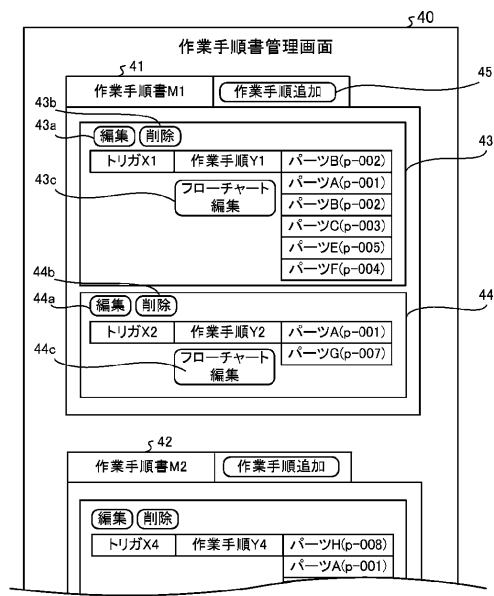 40
作業手順書管理画面
41
45
作業手順書M1 作業手順追加
43b
43a 編集 削除 43
トリガX1 作業手順Y1 パーツB(p-002)
43c フローチャート パーツA(p-001)
編集 パーツB(p-002)
パーツC(p-003)
パーツE(p-005)
パーツF(p-004)
44b
44a 編集 削除 44
トリガX2 作業手順Y2 パーツA(p-001)
44c フローチャート パーツG(p-007)
編集
42
作業手順書M2 作業手順追加
編集 削除
トリガX4 作業手順Y4 パーツH(p-008)
パーツA(p-001)